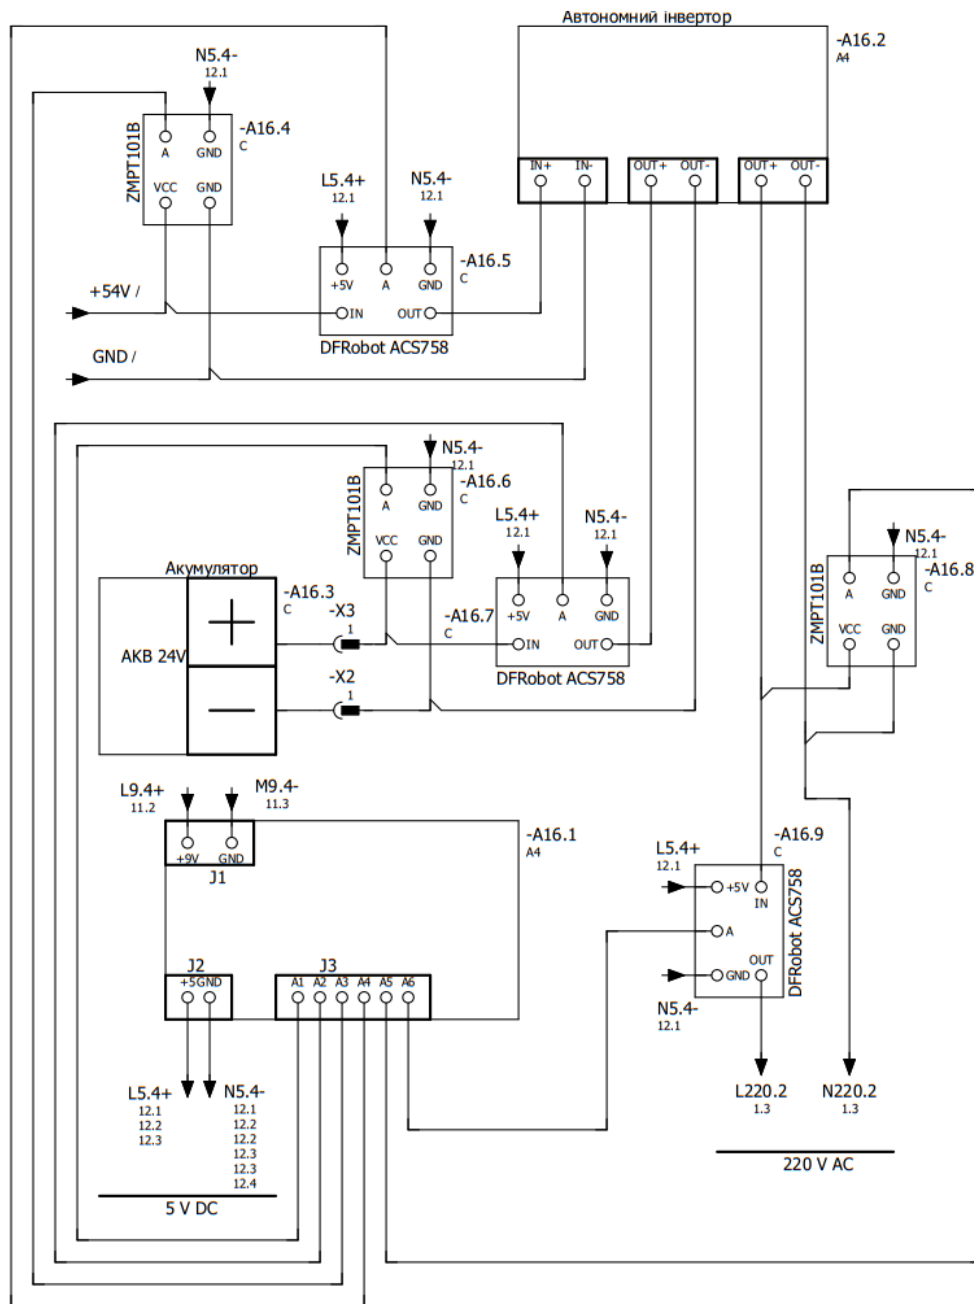 Автономний інвертор
-A16.2
A4
N5.4-
12.1
-A16.4
C
ZMPT101B
A
GND
VCC
GND
IN+
IN-
OUT+
OUT-
OUT+
OUT-
L5.4+
12.1
N5.4-
12.1
-A16.5
C
+5V
A
GND
IN
OUT
DFRobot ACS758
+54V /
GND /
N5.4-
12.1
-A16.6
C
ZMPT101B
A
GND
VCC
GND
L5.4+
12.1
N5.4-
12.1
-A16.7
C
+5V
A
GND
IN
OUT
DFRobot ACS758
N5.4-
12.1
-A16.8
C
ZMPT101B
A
GND
VCC
GND
Акумулятор
-A16.3
C
АКВ 24V
+
−
-X3
1
-X2
1
L9.4+
11.2
M9.4-
11.3
-A16.1
A4
+9V
GND
J1
J2
+5GND
J3
A1 A2 A3 A4 A5 A6
L5.4+
12.1
12.2
12.3
N5.4-
12.1
12.2
12.2
12.3
12.3
12.4
5 V DC
-A16.9
C
L5.4+
12.1
+5V
IN
A
OUT
GND
DFRobot ACS758
N5.4-
12.1
L220.2
1.3
N220.2
1.3
220 V AC